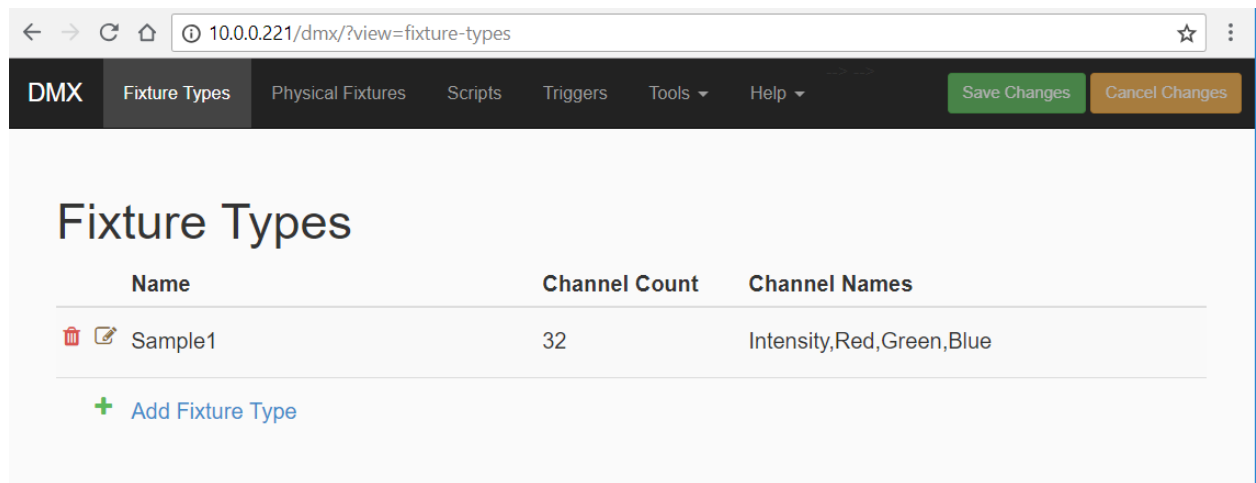 10.0.0.221/dmx/?view=fixture-types
DMX Fixture Types Physical Fixtures Scripts Triggers Tools Help --> --> Save Changes Cancel Changes
Fixture Types
Name Channel Count Channel Names
Sample1 32 Intensity,Red,Green,Blue
Add Fixture Type